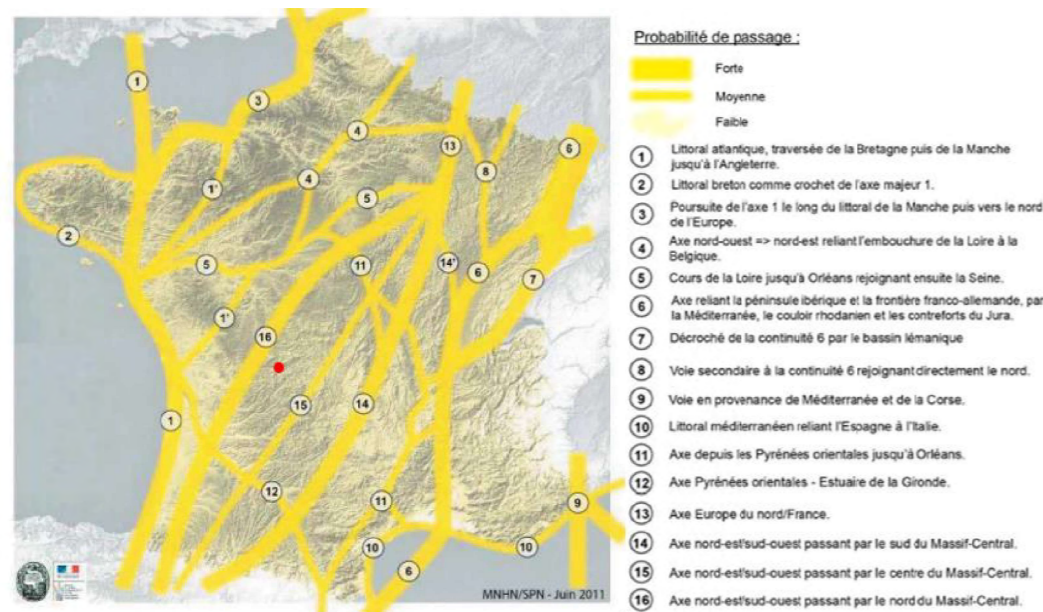 Probabilité de passage :
Forte
Moyenne
Faible
1 Littoral atlantique, traversée de la Bretagne puis de la Manche
jusqu'à l'Angleterre.
2 Littoral breton comme crochet de l'axe majeur 1.
3 Poursuite de l'axe 1 le long du littoral de la Manche puis vers le nord
de l'Europe.
4 Axe nord-ouest => nord-est reliant l'embouchure de la Loire à la
Belgique.
5 Cours de la Loire jusqu'à Orléans rejoignant ensuite la Seine.
6 Axe reliant la péninsule ibérique et la frontière franco-allemande, par
la Méditerranée, le couloir rhodanien et les contreforts du Jura.
7 Décroché de la continuité 6 par le bassin lémanique
8 Voie secondaire à la continuité 6 rejoignant directement le nord.
9 Voie en provenance de Méditerranée et de la Corse.
10 Littoral méditerranéen reliant l'Espagne à l'Italie.
11 Axe depuis les Pyrénées orientales jusqu'à Orléans.
12 Axe Pyrénées orientales - Estuaire de la Gironde.
13 Axe Europe du nord/France.
14 Axe nord-est/sud-ouest passant par le sud du Massif-Central.
15 Axe nord-est/sud-ouest passant par le centre du Massif-Central.
16 Axe nord-est/sud-ouest passant par le nord du Massif-Central.
1
3
4
13
6
8
1'
4
5
2
5
11
14'
6
7
1'
16
15
14
1
12
11
9
10
10
6
MNHN/SPN - Juin 2011